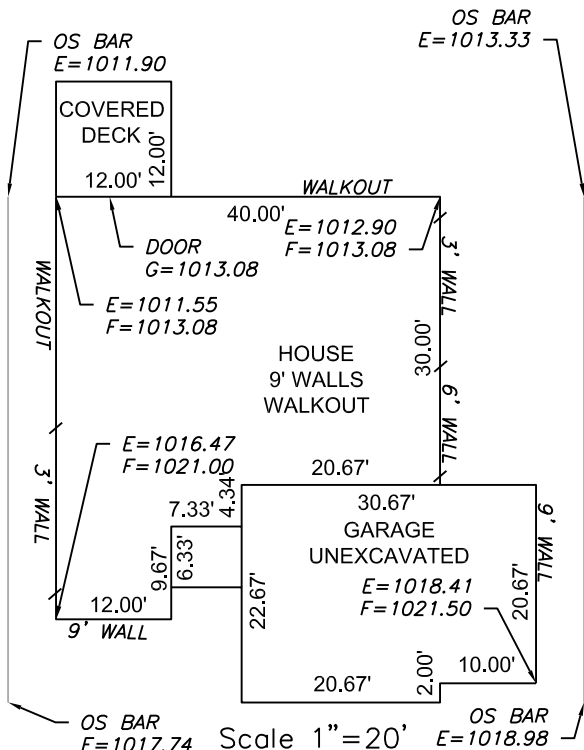 OS BAR
E=1011.90
OS BAR
E=1013.33
COVERED
DECK
12.00'
12.00'
WALKOUT
40.00'
E=1012.90
F=1013.08
DOOR
G=1013.08
E=1011.55
F=1013.08
WALKOUT
3' WALL
30.00'
HOUSE
9' WALLS
WALKOUT
6' WALL
E=1016.47
F=1021.00
3' WALL
20.67'
4.34'
7.33'
30.67'
GARAGE
UNEXCAVATED
9' WALL
9.67'
6.33'
22.67'
E=1018.41
F=1021.50
20.67'
12.00'
9' WALL
10.00'
2.00'
20.67'
OS BAR
E=1017.74
Scale 1"=20'
OS BAR
E=1018.98